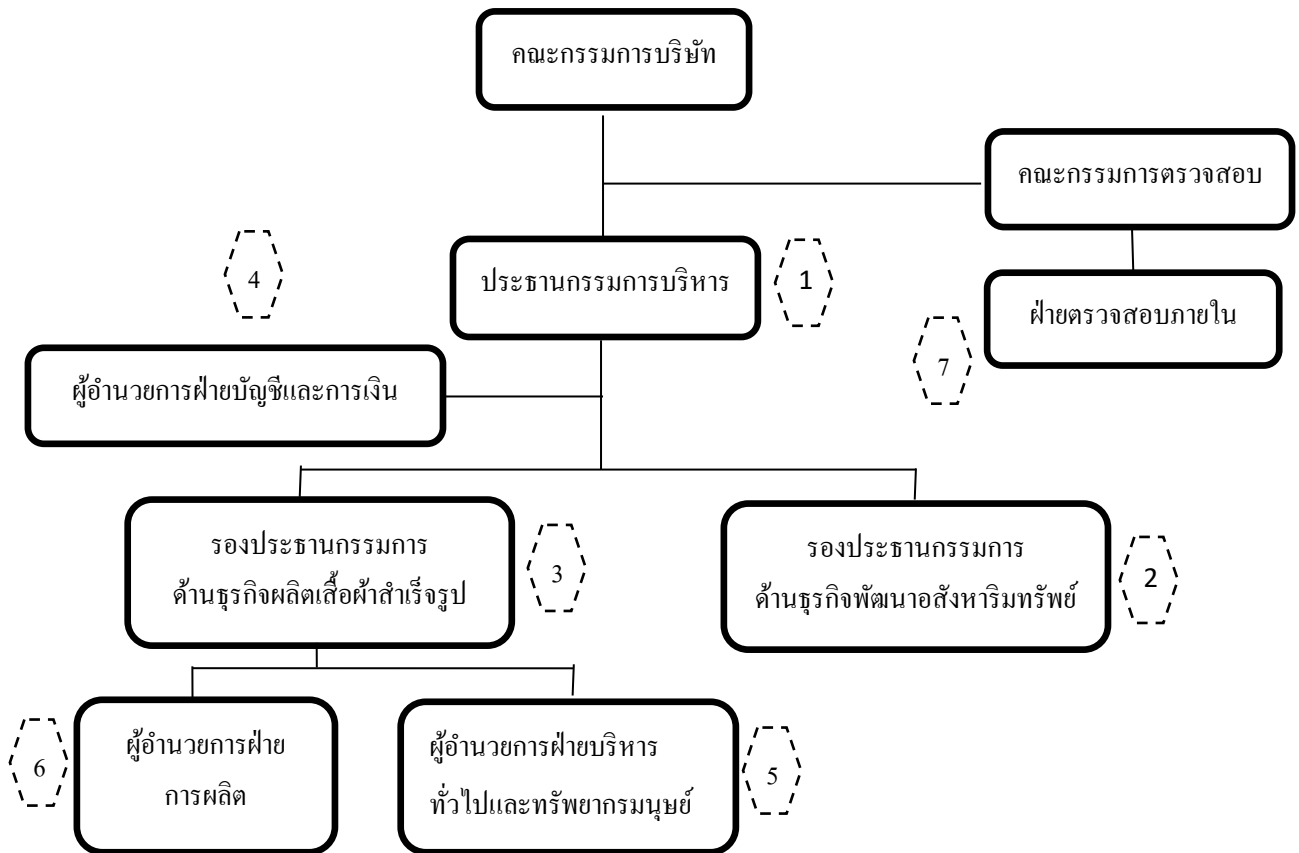 คณะกรรมการบริษัท
คณะกรรมการตรวจสอบ
4
ประธานกรรมการบริหาร
1
ฝ่ายตรวจสอบภายใน
7
ผู้อำนวยการฝ่ายบัญชีและการเงิน
รองประธานกรรมการ
ด้านธุรกิจผลิตเสื้อผ้าสำเร็จรูป
3
รองประธานกรรมการ
ด้านธุรกิจพัฒนาอสังหาริมทรัพย์
2
6
ผู้อำนวยการฝ่าย
การผลิต
ผู้อำนวยการฝ่ายบริหาร
ทั่วไปและทรัพยากรมนุษย์
5